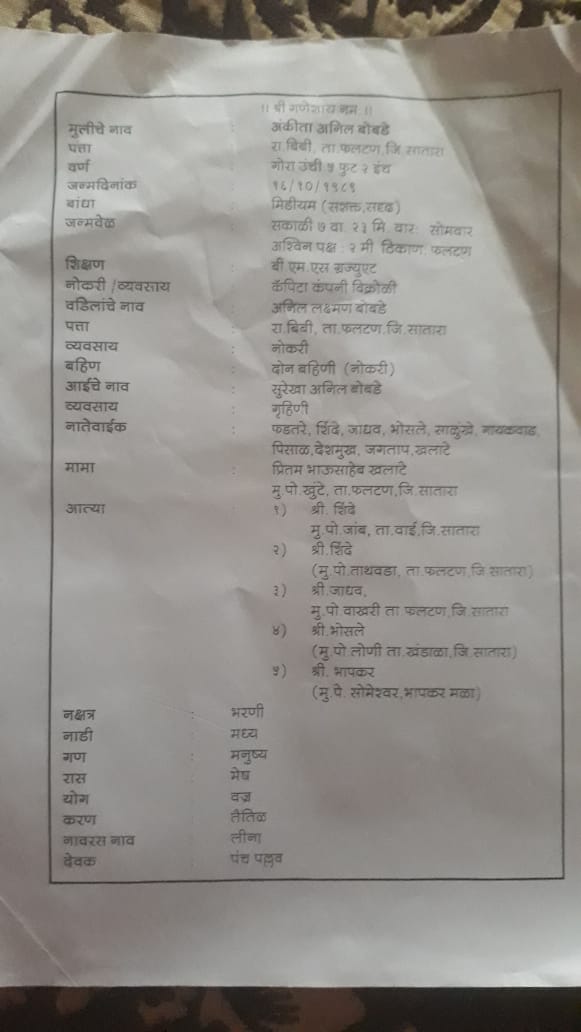 ।। श्री गणेशाय नमः ।।
मुलीचे नाव : अंकीता अनिल बोबडे
पत्ता : रा.बिबी, ता.फलटण,जि.सातारा
वर्ण : गोरा उंची ५ फुट २ इंच
जन्मदिनांक : १६/१०/१९८९
बांधा : मिडीयम (सशक्त,सदृढ)
जन्मवेळ : सकाळी ७ वा. २३ मि. वारः सोमवार
अश्विन पक्ष : २ मी ठिकाण. फलटण
शिक्षण : बी एम.एस ग्रज्युएट
नोकरी /व्यवसाय : कॅपिटा कंपनी विक्रोळी
वडिलांचे नाव : अनिल लक्ष्मण बोबडे
पत्ता : रा.बिबी, ता.फलटण,जि.सातारा
व्यवसाय : नोकरी
बहिण : दोन बहिणी (नोकरी)
आईचे नाव : सुरेखा अनिल बोबडे
व्यवसाय : गृहिणी
नातेवाईक : फडतरे, शिंदे, जाधव, भोसले, साळुंखे, गायकवाड,
पिसाळ,देशमुख, जगताप,खलाटे
मामा : प्रितम भाऊसाहेब खलाटे
मु.पो.खुंटे, ता.फलटण,जि.सातारा
आत्या : १) श्री. शिंदे
मु.पो.जांब, ता.वाई,जि.सातारा
२) श्री.शिंदे
(मु.पो.ताथवडा, ता.फलटण,जि.सातारा)
३) श्री.जाधव,
मु.पो वाखरी ता फलटण,जि.सातारा
४) श्री.भोसले
(मु.पो.लोणी ता.खंडाळा,जि.सातारा)
५) श्री. भापकर
(मु.पे. सोमेश्वर,भापकर मळा)
नक्षत्र : भरणी
नाडी : मध्य
गण : मनुष्य
रास : मेष
योग : वज्र
करण : तैतिळ
नावरस नाव : लीना
देवक : पंच पल्लव